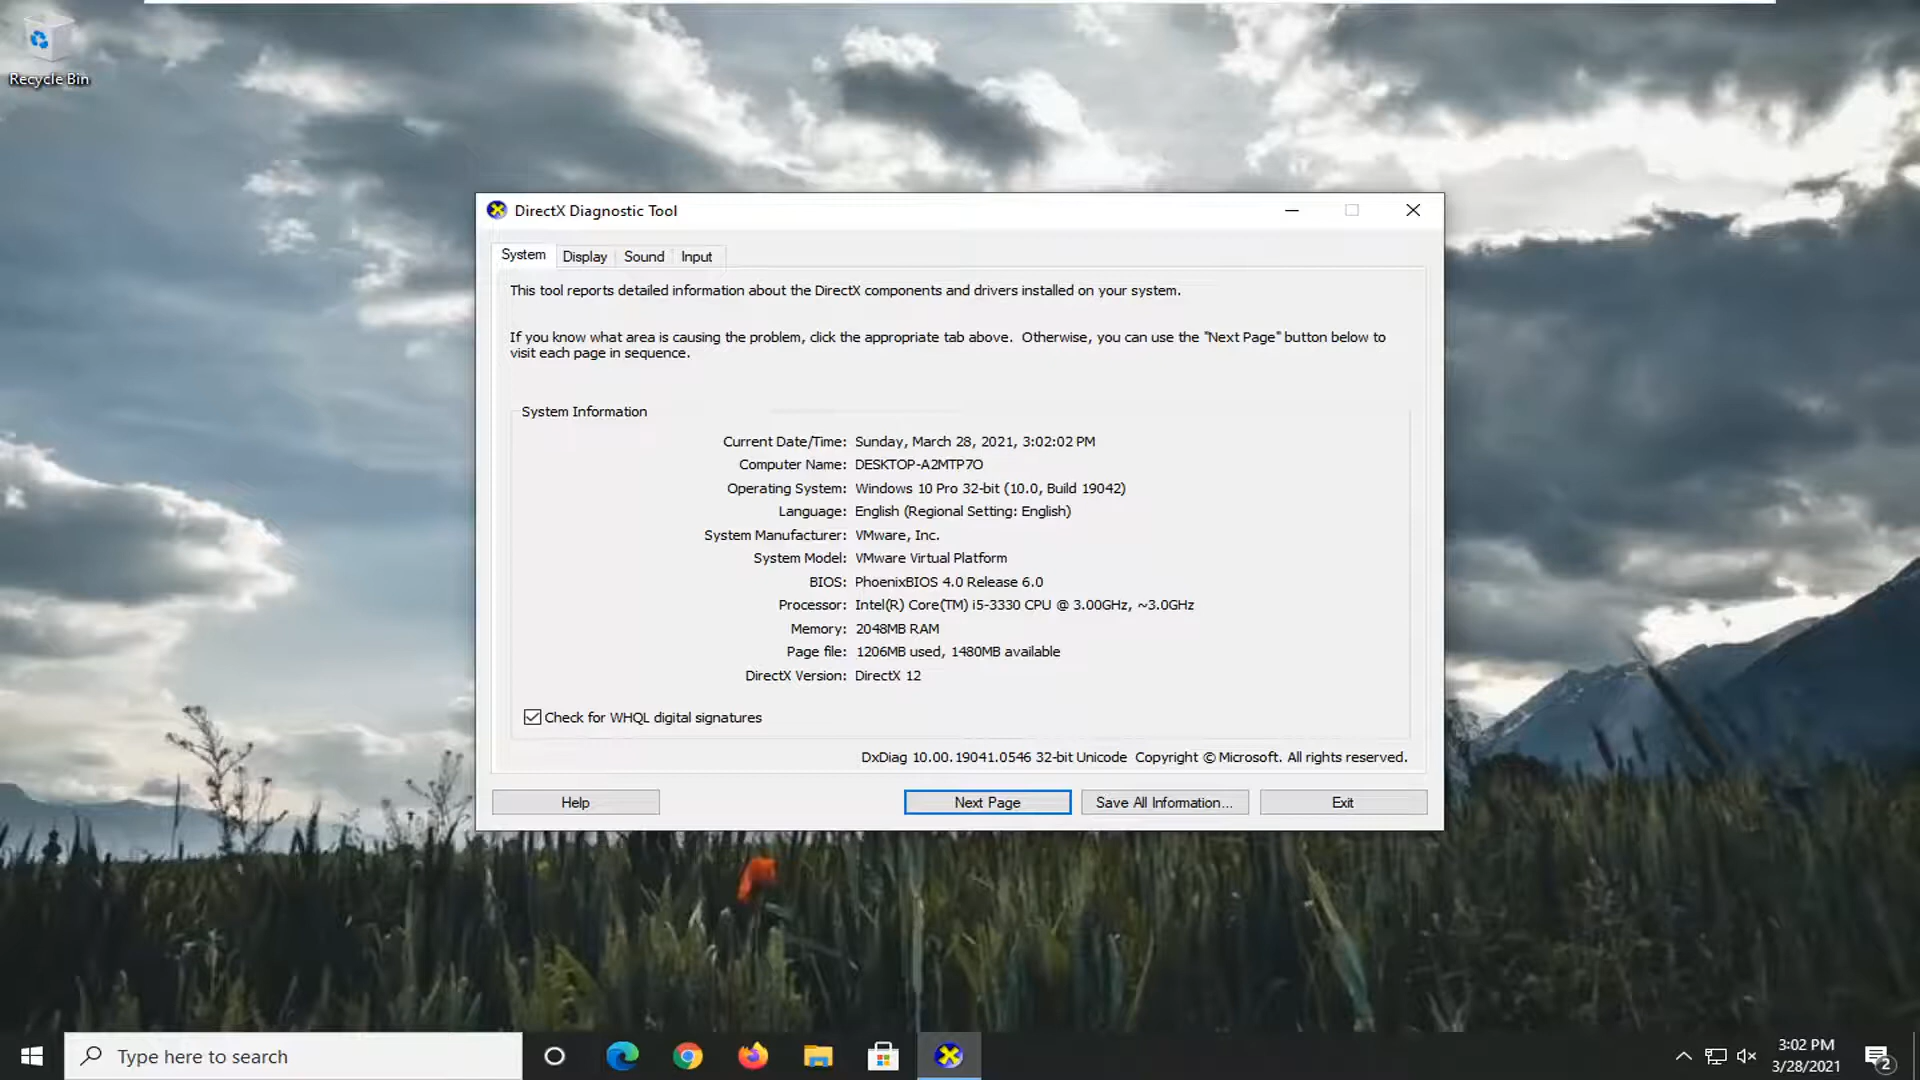 Recycle Bin
DirectX Diagnostic Tool
System Display Sound Input
This tool reports detailed information about the DirectX components and drivers installed on your system.
If you know what area is causing the problem, click the appropriate tab above.  Otherwise, you can use the "Next Page" button below to
visit each page in sequence.
System Information
Current Date/Time: Sunday, March 28, 2021, 3:02:02 PM
Computer Name: DESKTOP-A2MTP7O
Operating System: Windows 10 Pro 32-bit (10.0, Build 19042)
Language: English (Regional Setting: English)
System Manufacturer: VMware, Inc.
System Model: VMware Virtual Platform
BIOS: PhoenixBIOS 4.0 Release 6.0
Processor: Intel(R) Core(TM) i5-3330 CPU @ 3.00GHz, ~3.0GHz
Memory: 2048MB RAM
Page file: 1206MB used, 1480MB available
DirectX Version: DirectX 12
Check for WHQL digital signatures
DxDiag 10.00.19041.0546 32-bit Unicode  Copyright © Microsoft. All rights reserved.
Help Next Page Save All Information... Exit
Type here to search
3:02 PM
3/28/2021
2